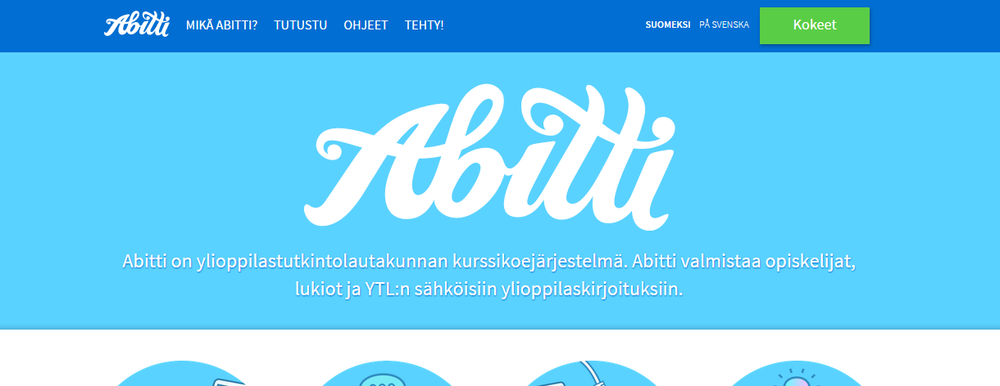 Abitti MIKÄ ABITTI? TUTUSTU OHJEET TEHTY! SUOMEKSI PÅ SVENSKA Kokeet
Abitti
Abitti on ylioppilastutkintolautakunnan kurssikoejärjestelmä. Abitti valmistaa opiskelijat,
lukiot ja YTL:n sähköisiin ylioppilaskirjoituksiin.